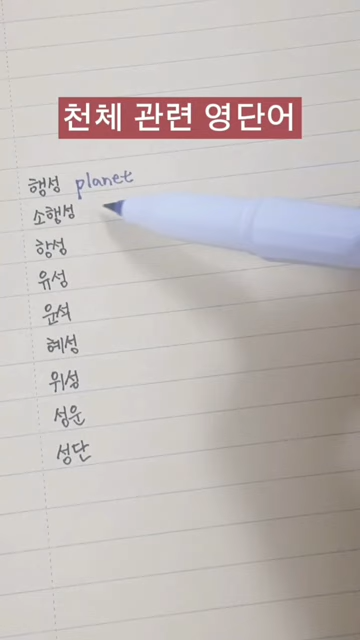 천체 관련 영단어
행성 planet
소행성
항성
유성
운석
혜성
위성
성운
성단